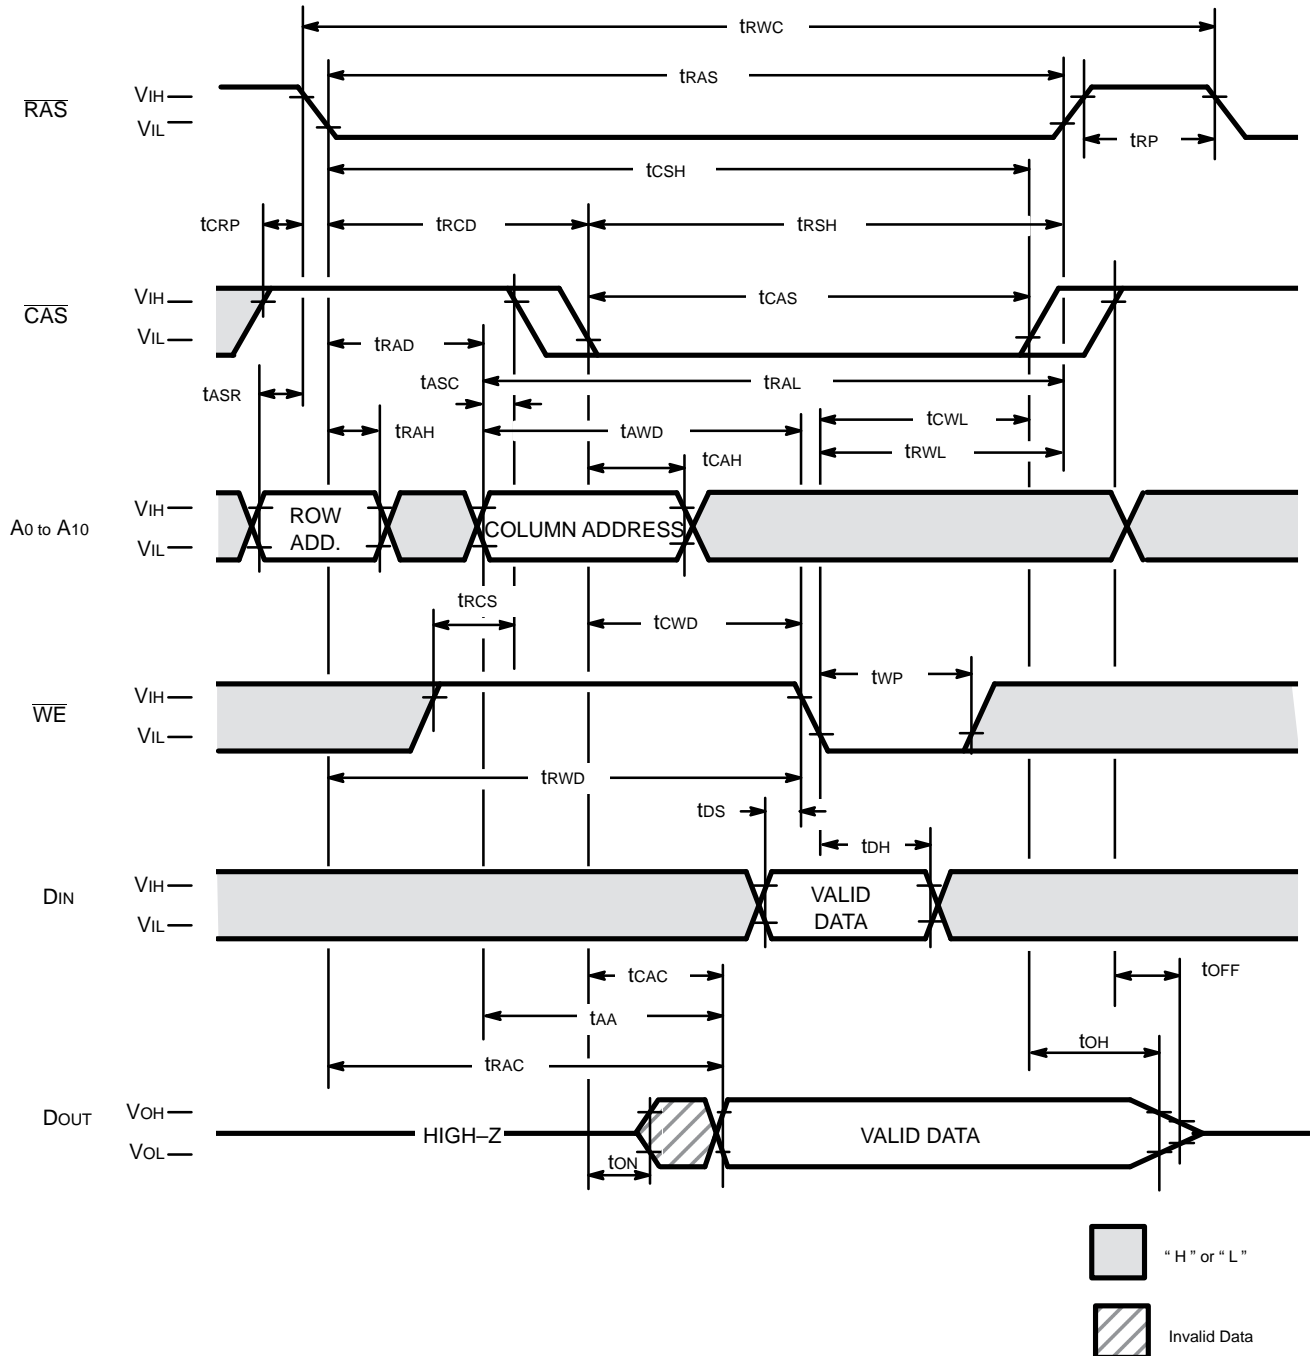 tRWC
tRAS
RAS
VIH
VIL
tRP
tCSH
tCRP
tRCD
tRSH
CAS
VIH
VIL
tCAS
tRAD
tASR
tASC
tRAL
tRAH
tAWD
tCWL
tRWL
tCAH
A0 to A10
VIH
VIL
ROW
ADD.
COLUMN ADDRESS
tRCS
tCWD
tWP
WE
VIH
VIL
tRWD
tDS
tDH
DIN
VIH
VIL
VALID
DATA
tCAC
tOFF
tAA
tOH
tRAC
DOUT
VOH
VOL
HIGH–Z
VALID DATA
tON
“ H ” or “ L ”
Invalid Data